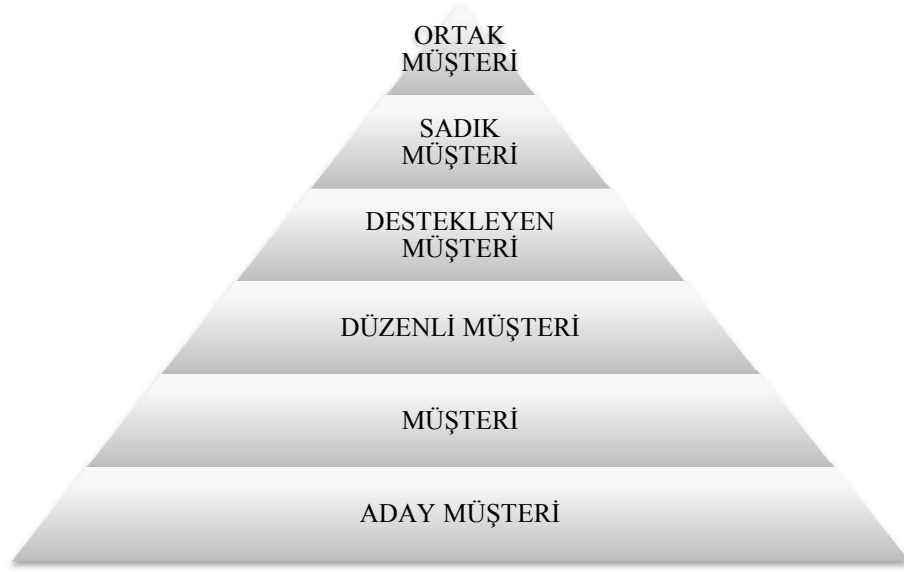 ORTAK
MÜŞTERİ
SADIK
MÜŞTERİ
DESTEKLEYEN
MÜŞTERİ
DÜZENLİ MÜŞTERİ
MÜŞTERİ
ADAY MÜŞTERİ